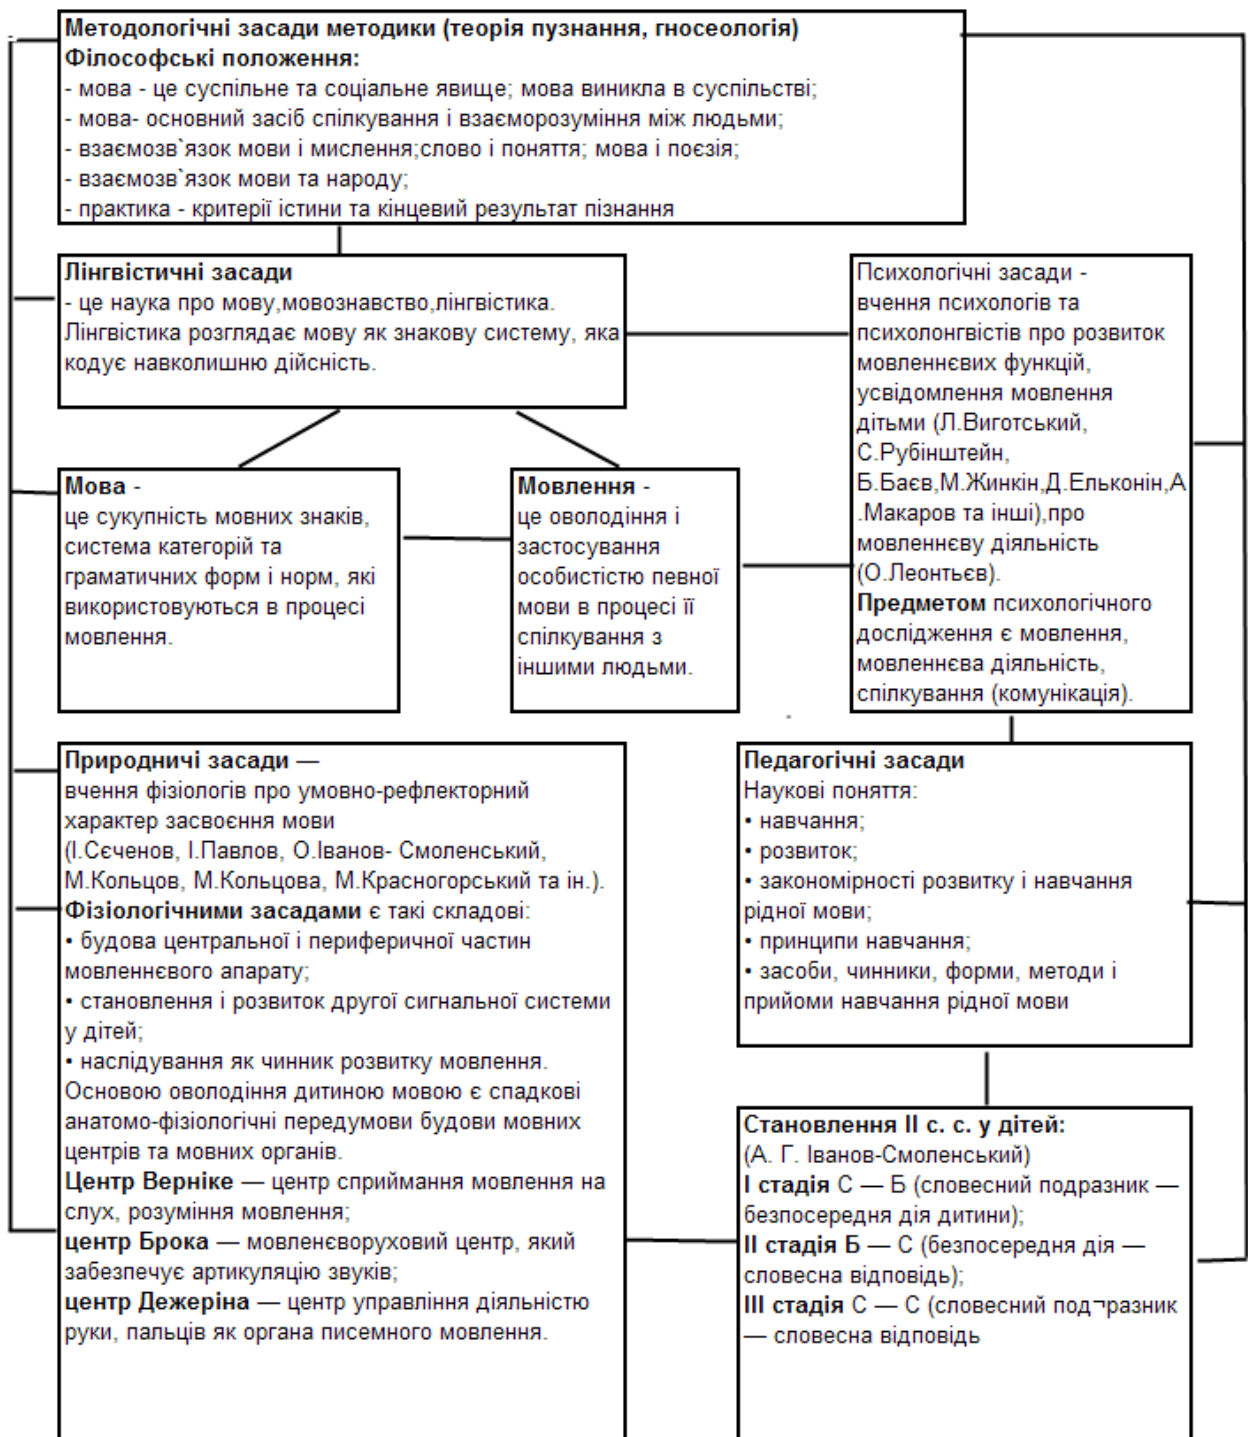 Методологічні засади методики (теорія пузнання, гносеологія)
Філософські положення:
- мова - це суспільне та соціальне явище; мова виникла в суспільстві;
- мова- основний засіб спілкування і взаєморозуміння між людьми;
- взаємозв`язок мови і мислення;слово і поняття; мова і поєзія;
- взаємозв`язок мови та народу;
- практика - критерії істини та кінцевий результат пізнання
Лінгвістичні засади
- це наука про мову,мовознавство,лінгвістика.
Лінгвістика розглядає мову як знакову систему, яка
кодує навколишню дійсність.
Психологічні засади -
вчення психологів та
психолонгвістів про розвиток
мовленнєвих функцій,
усвідомлення мовлення
дітьми (Л.Виготський,
С.Рубінштейн,
Б.Баєв,М.Жинкін,Д.Ельконін,А
.Макаров та інші),про
мовленнєву діяльність
(О.Леонтьєв).
Предметом психологічного
дослідження є мовлення,
мовленнєва діяльність,
спілкування (комунікація).
Мова -
це сукупність мовних знаків,
система категорій та
граматичних форм і норм, які
використовуються в процесі
мовлення.
Мовлення -
це оволодіння і
застосування
особистістю певної
мови в процесі її
спілкування з
іншими людьми.
Природничі засади —
вчення фізіологів про умовно-рефлекторний
характер засвоєння мови
(І.Сєченов, І.Павлов, О.Іванов- Смоленський,
М.Кольцов, М.Кольцова, М.Красногорський та ін.).
Фізіологічними засадами є такі складові:
• будова центральної і периферичної частин
мовленнєвого апарату;
• становлення і розвиток другої сигнальної системи
у дітей;
• наслідування як чинник розвитку мовлення.
Основою оволодіння дитиною мовою є спадкові
анатомо-фізіологічні передумови будови мовних
центрів та мовних органів.
Центр Верніке — центр сприймання мовлення на
слух, розуміння мовлення;
центр Брока — мовленєворуховий центр, який
забезпечує артикуляцію звуків;
центр Дежеріна — центр управління діяльністю
руки, пальців як органа писемного мовлення.
Педагогічні засади
Наукові поняття:
• навчання;
• розвиток;
• закономірності розвитку і навчання
рідної мови;
• принципи навчання;
• засоби, чинники, форми, методи і
прийоми навчання рідної мови
Становлення II с. с. у дітей:
(А. Г. Іванов-Смоленський)
I стадія С — Б (словесний подразник —
безпосередня дія дитини);
II стадія Б — С (безпосередня дія —
словесна відповідь);
III стадія С — С (словесний под¬разник
— словесна відповідь